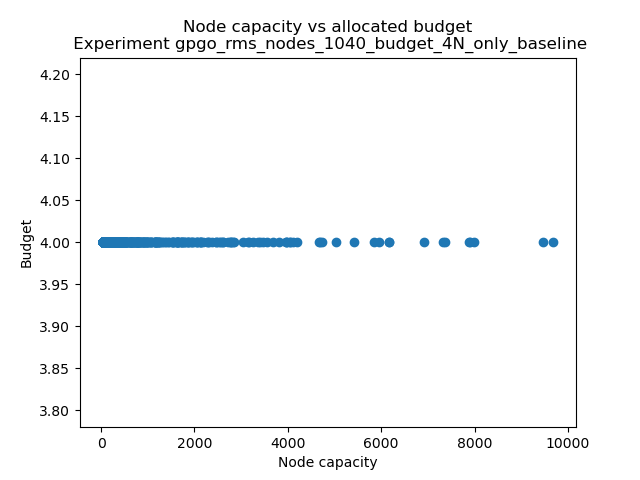 Node capacity vs allocated budget
Experiment gpgo_rms_nodes_1040_budget_4N_only_baseline
4.20
4.15
4.10
4.05
4.00
3.95
3.90
3.85
3.80
Budget
0 2000 4000 6000 8000 10000
Node capacity